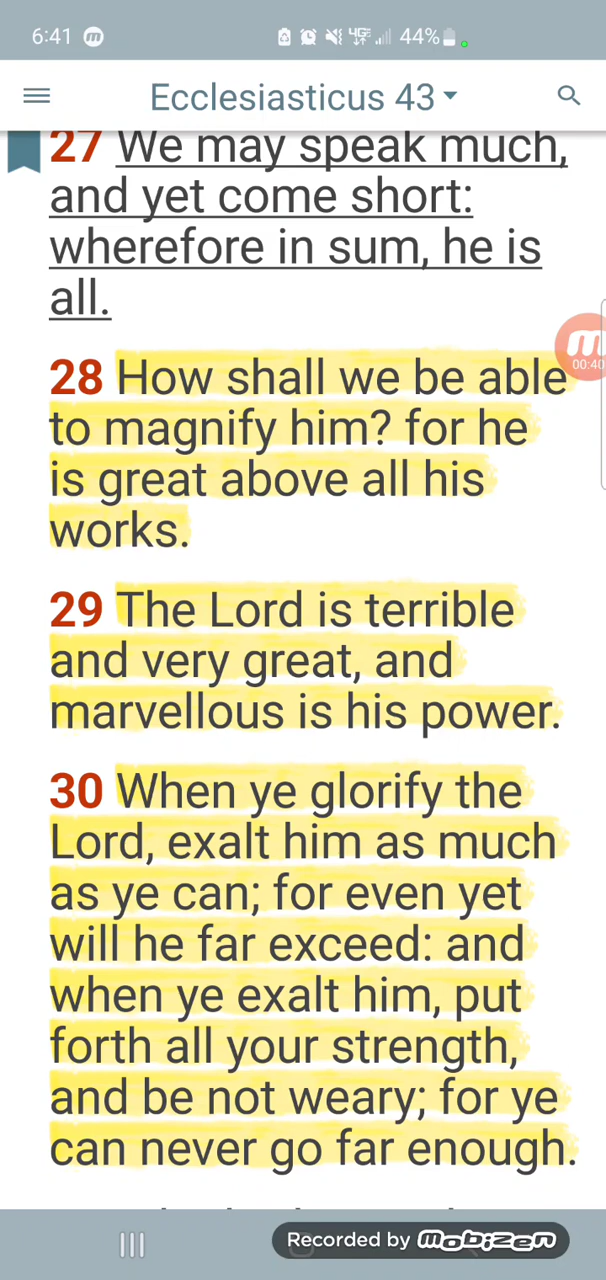 6:41 m 44%
Ecclesiasticus 43
27 We may speak much,
and yet come short:
wherefore in sum, he is
all.
m
00:40
28 How shall we be able
to magnify him? for he
is great above all his
works.
29 The Lord is terrible
and very great, and
marvellous is his power.
30 When ye glorify the
Lord, exalt him as much
as ye can; for even yet
will he far exceed: and
when ye exalt him, put
forth all your strength,
and be not weary; for ye
can never go far enough.
Recorded by mobizen